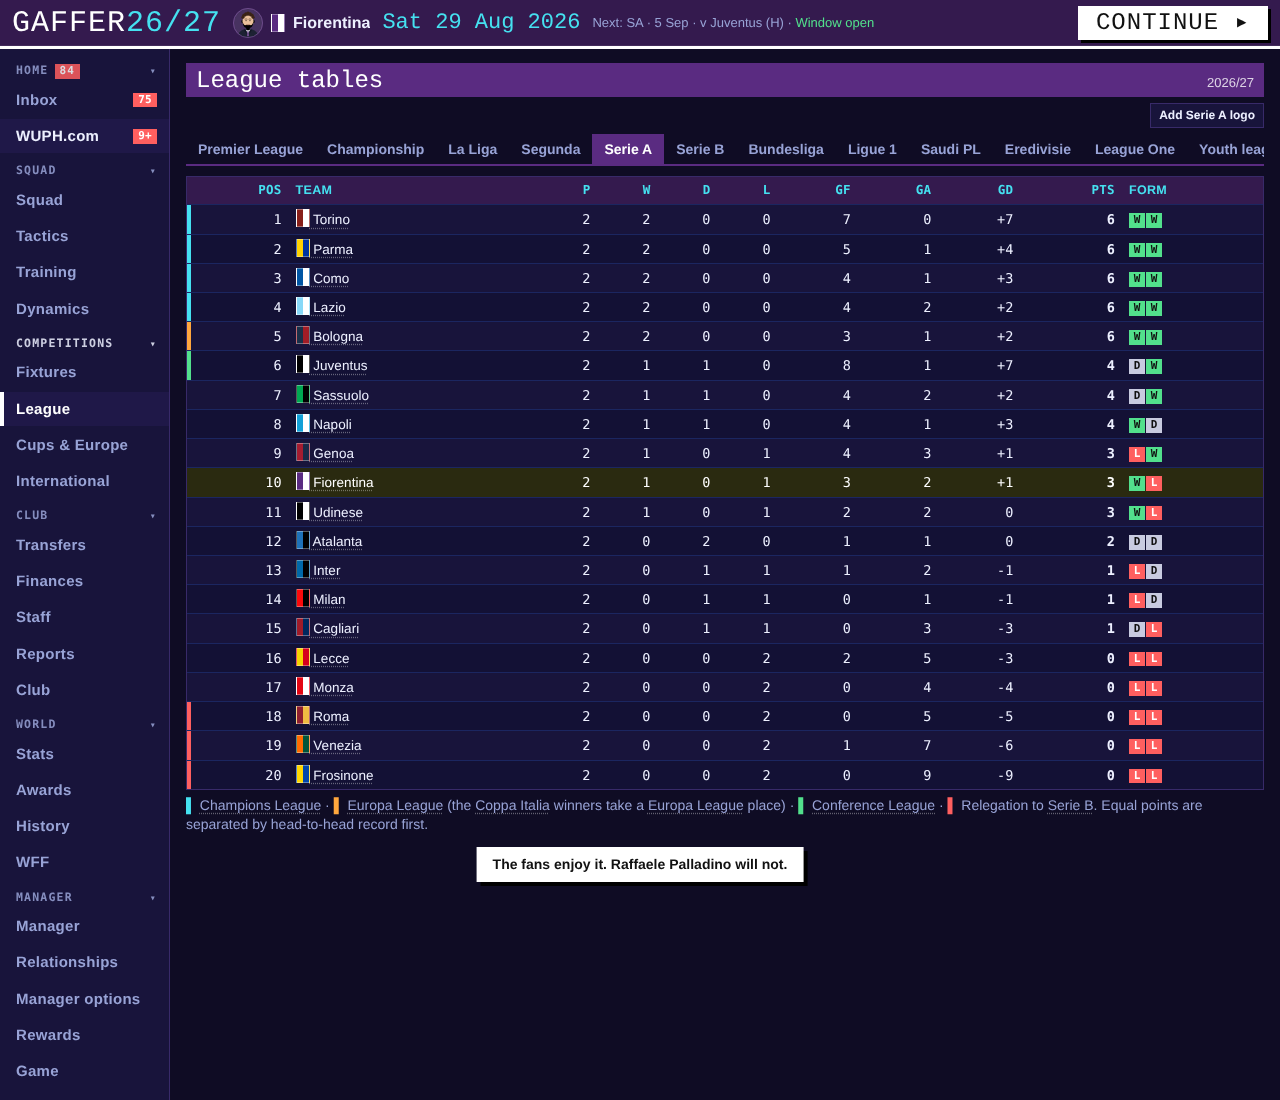 GAFFER26/27 Fiorentina Sat 29 Aug 2026 Next: SA · 5 Sep · v Juventus (H) · Window open CONTINUE ►
HOME 84 ▾
Inbox 75
WUPH.com 9+
SQUAD ▾
Squad
Tactics
Training
Dynamics
COMPETITIONS ▾
Fixtures
League
Cups & Europe
International
CLUB ▾
Transfers
Finances
Staff
Reports
Club
WORLD ▾
Stats
Awards
History
WFF
MANAGER ▾
Manager
Relationships
Manager options
Rewards
Game
League tables 2026/27
Add Serie A logo
Premier League Championship La Liga Segunda Serie A Serie B Bundesliga Ligue 1 Saudi PL Eredivisie League One Youth leag
POS TEAM P W D L GF GA GD PTS FORM
1 Torino 2 2 0 0 7 0 +7 6 W W
2 Parma 2 2 0 0 5 1 +4 6 W W
3 Como 2 2 0 0 4 1 +3 6 W W
4 Lazio 2 2 0 0 4 2 +2 6 W W
5 Bologna 2 2 0 0 3 1 +2 6 W W
6 Juventus 2 1 1 0 8 1 +7 4 D W
7 Sassuolo 2 1 1 0 4 2 +2 4 D W
8 Napoli 2 1 1 0 4 1 +3 4 W D
9 Genoa 2 1 0 1 4 3 +1 3 L W
10 Fiorentina 2 1 0 1 3 2 +1 3 W L
11 Udinese 2 1 0 1 2 2 0 3 W L
12 Atalanta 2 0 2 0 1 1 0 2 D D
13 Inter 2 0 1 1 1 2 -1 1 L D
14 Milan 2 0 1 1 0 1 -1 1 L D
15 Cagliari 2 0 1 1 0 3 -3 1 D L
16 Lecce 2 0 0 2 2 5 -3 0 L L
17 Monza 2 0 0 2 0 4 -4 0 L L
18 Roma 2 0 0 2 0 5 -5 0 L L
19 Venezia 2 0 0 2 1 7 -6 0 L L
20 Frosinone 2 0 0 2 0 9 -9 0 L L
Champions League · Europa League (the Coppa Italia winners take a Europa League place) · Conference League · Relegation to Serie B. Equal points are
separated by head-to-head record first.
The fans enjoy it. Raffaele Palladino will not.